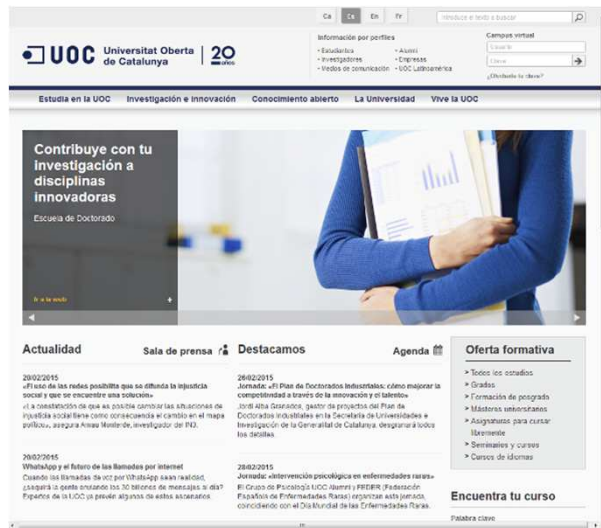 Ca Es En Fr
Introduce el texto a buscar
Información por perfiles
Campus virtual
• Estudiantes • Alumni
• Investigadores • Empresas
• Medios de comunicación • UOC Latinoamérica
Usuario
Clave
¿Olvidaste tu clave?
UOC Universitat Oberta
de Catalunya
20
años
Estudia en la UOC Investigación e innovación Conocimiento abierto La Universidad Vive la UOC
Contribuye con tu
investigación a
disciplinas
innovadoras
Escuela de Doctorado
Ir a la web +
Actualidad Sala de prensa
20/02/2015
«El uso de las redes posibilita que se difunda la injusticia
social y que se encuentre una solución»
«La constatación de que es posible cambiar las situaciones de
injusticia social tiene como consecuencia el cambio en el mapa
político», asegura Arnau Monterde, investigador del IN3.
20/02/2015
WhatsApp y el futuro de las llamadas por internet
Cuando las llamadas de voz por WhatsApp sean realidad,
¿seguirá la gente enviando los 30 billones de mensajes al día?
Expertos de la UOC ya prevén algunos de estos escenarios.
Destacamos Agenda
26/02/2015
Jornada: «El Plan de Doctorados Industriales: cómo mejorar la
competitividad a través de la innovación y el talento»
Jordi Alba Granados, gestor de proyectos del Plan de
Doctorados Industriales en la Secretaría de Universidades e
Investigación de la Generalitat de Catalunya, desgranará todos
los detalles.
28/02/2015
Jornada: «Intervención psicológica en enfermedades raras»
El Grupo de Psicología UOC Alumni y FEDER (Federación
Española de Enfermedades Raras) organizan esta jornada,
coincidiendo con el Día Mundial de las Enfermedades Raras.
Oferta formativa
> Todos los estudios
> Grados
> Formación de posgrado
> Másteres universitarios
> Asignaturas para cursar
libremente
> Seminarios y cursos
> Cursos de idiomas
Encuentra tu curso
Palabra clave